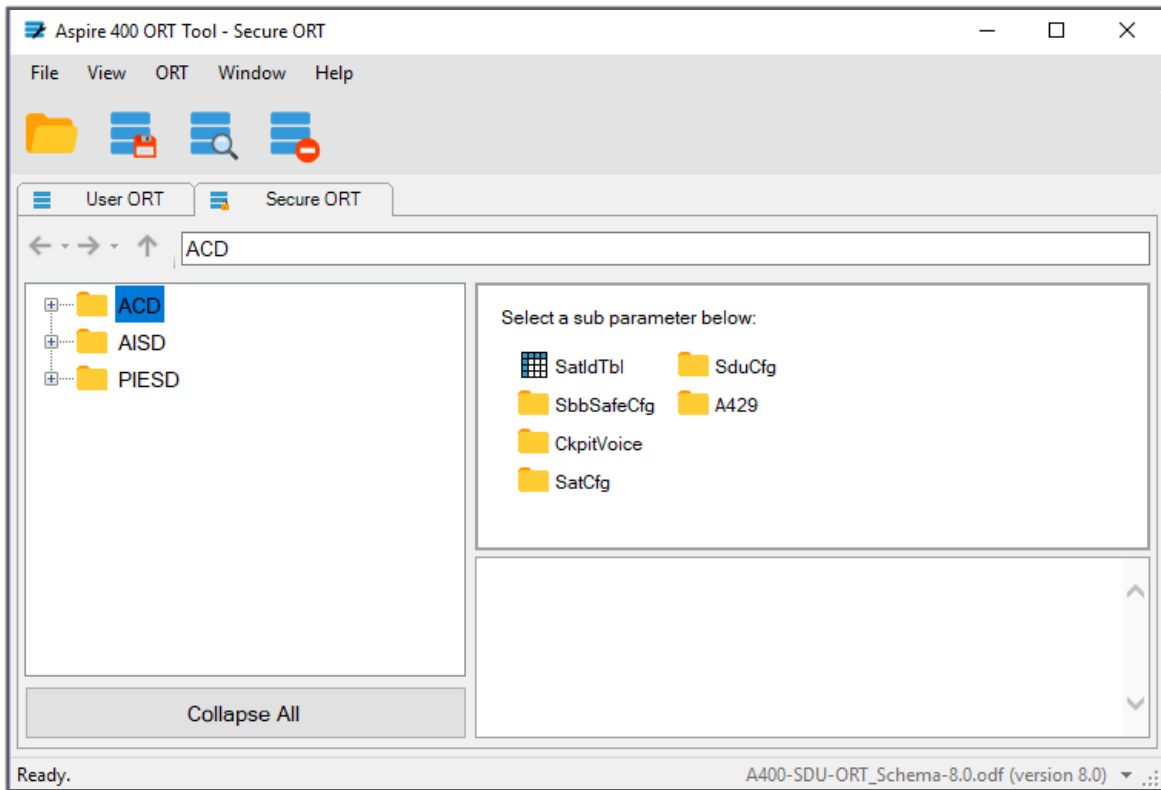 Aspire 400 ORT Tool - Secure ORT
File View ORT Window Help
User ORT Secure ORT
ACD
ACD
AISD
PIESD
Collapse All
Select a sub parameter below:
SatIdTbl SduCfg
SbbSafeCfg A429
CkpitVoice
SatCfg
Ready. A400-SDU-ORT_Schema-8.0.odf (version 8.0)